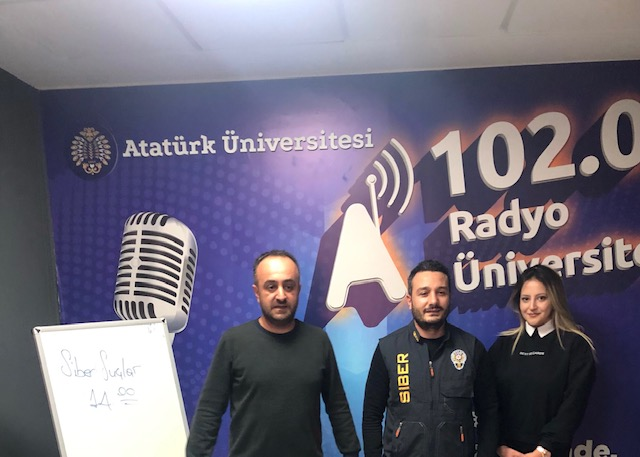 Atatürk Üniversitesi
102.0
Radyo
Üniversite
Siber Suçlar
14 00
SİBER